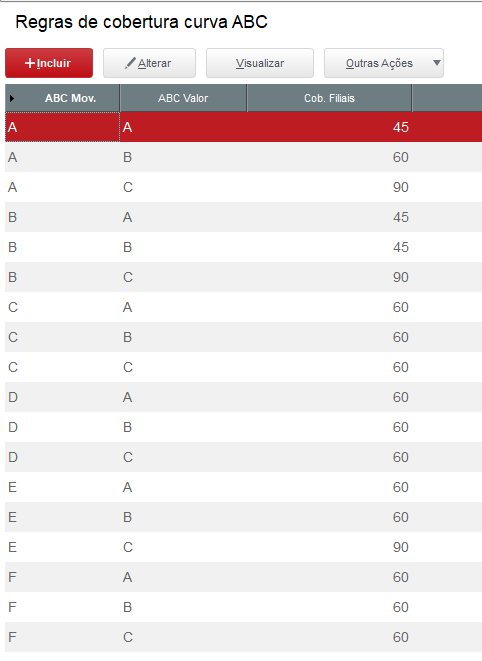 Regras de cobertura curva ABC
Incluir Alterar Visualizar Outras Ações
ABC Mov. ABC Valor Cob. Filiais
A A 45
A B 60
A C 90
B A 45
B B 45
B C 90
C A 60
C B 60
C C 60
D A 60
D B 60
D C 60
E A 60
E B 60
E C 90
F A 60
F B 60
F C 60